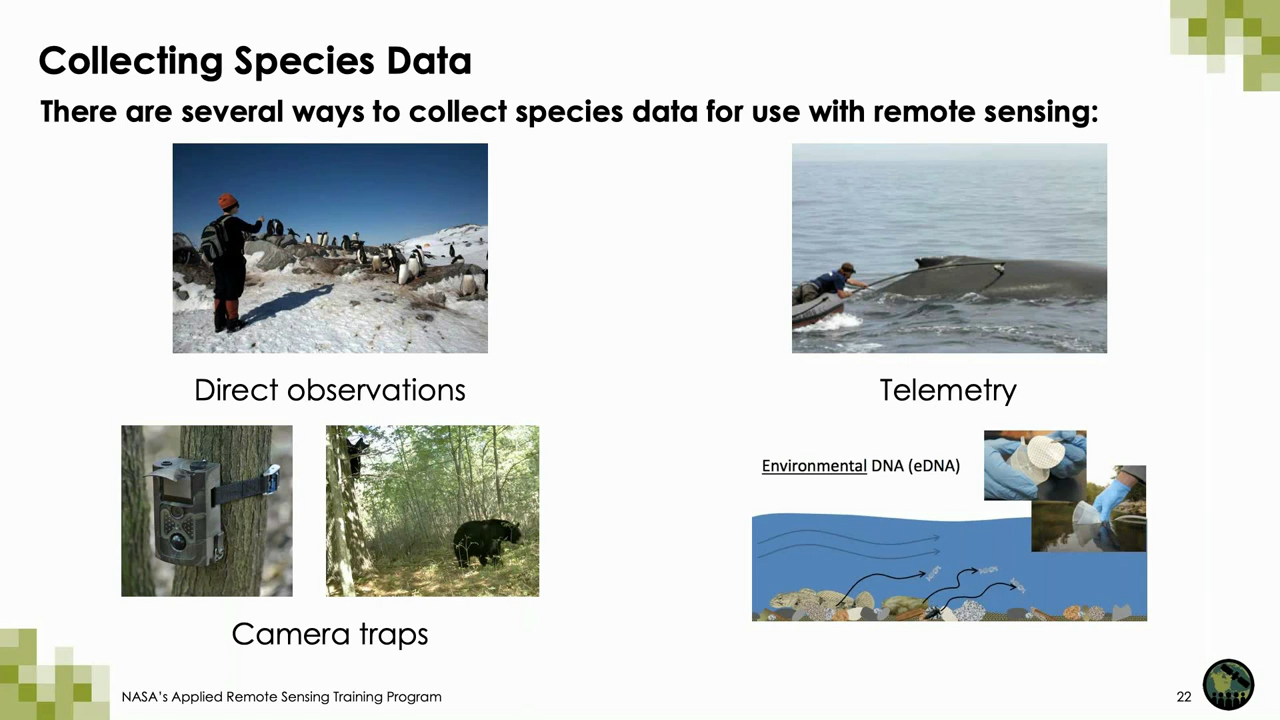 Collecting Species Data
There are several ways to collect species data for use with remote sensing:
Direct observations
Telemetry
Environmental DNA (eDNA)
Camera traps
NASA's Applied Remote Sensing Training Program
22